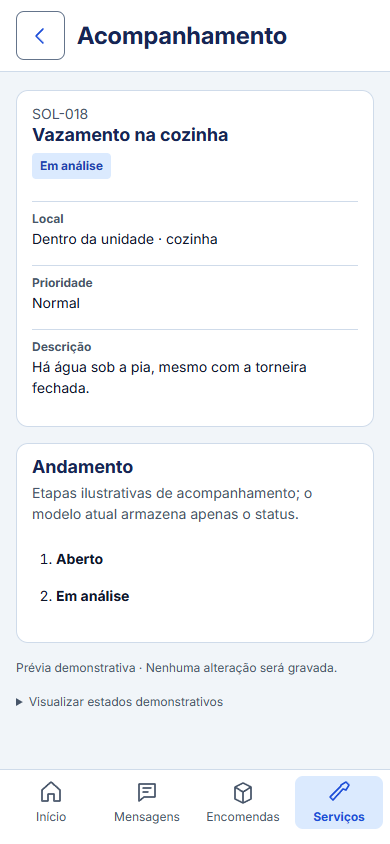 Acompanhamento
SOL-018
Vazamento na cozinha
Em análise
Local
Dentro da unidade · cozinha
Prioridade
Normal
Descrição
Há água sob a pia, mesmo com a torneira
fechada.
Andamento
Etapas ilustrativas de acompanhamento; o
modelo atual armazena apenas o status.
1. Aberto
2. Em análise
Prévia demonstrativa · Nenhuma alteração será gravada.
Visualizar estados demonstrativos
Início
Mensagens
Encomendas
Serviços